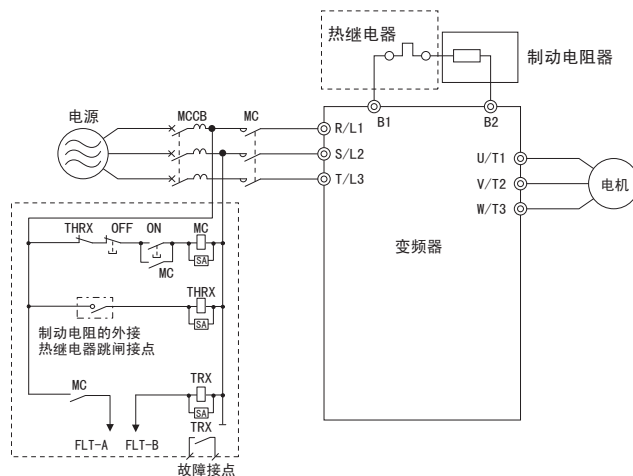 热继电器
制动电阻器
B1
B2
电源
MCCB
MC
R/L1
S/L2
T/L3
U/T1
V/T2
W/T3
电机
变频器
THRX
OFF
ON
MC
SA
MC
THRX
SA
制动电阻的外接
热继电器跳闸接点
MC
TRX
SA
TRX
FLT-A
FLT-B
故障接点